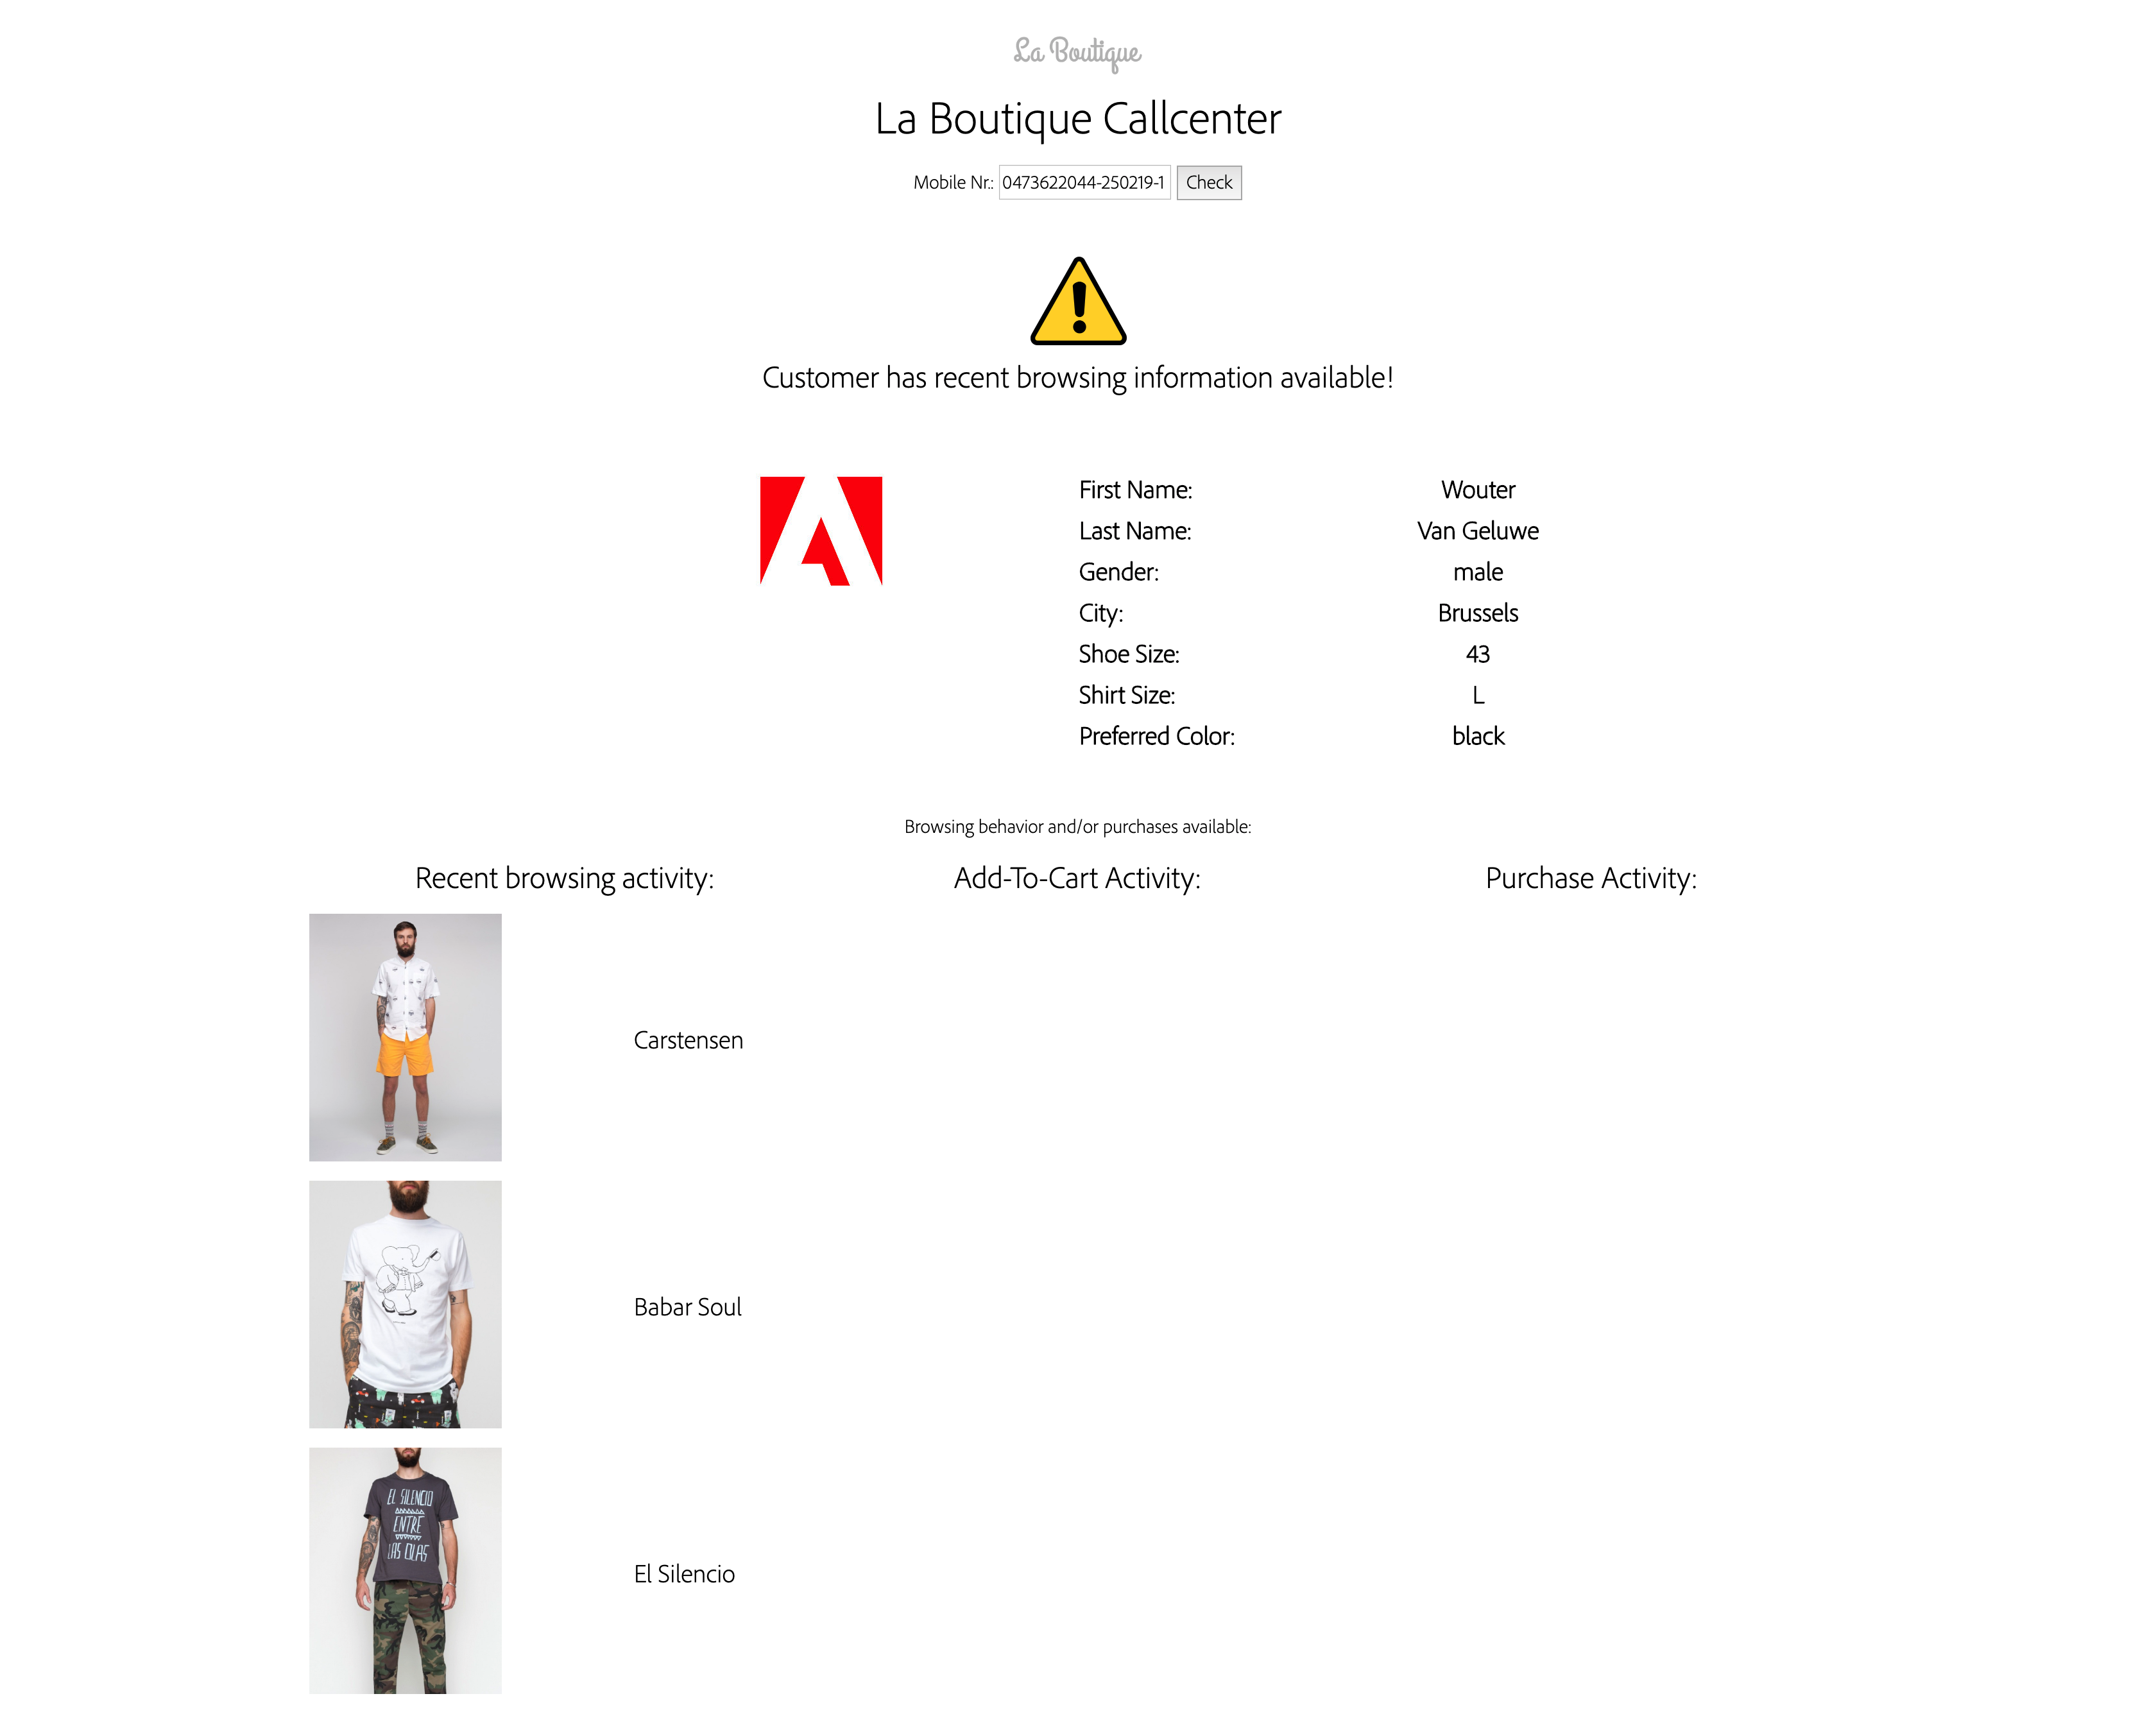 La Boutique
La Boutique Callcenter
Mobile Nr.: 0473622044-250219-1 Check
Customer has recent browsing information available!
First Name: Wouter
Last Name: Van Geluwe
Gender: male
City: Brussels
Shoe Size: 43
Shirt Size: L
Preferred Color: black
Browsing behavior and/or purchases available:
Recent browsing activity: Add-To-Cart Activity: Purchase Activity:
Carstensen
Babar Soul
EL SILENCIO
ENTRE
LAS OLAS
El Silencio